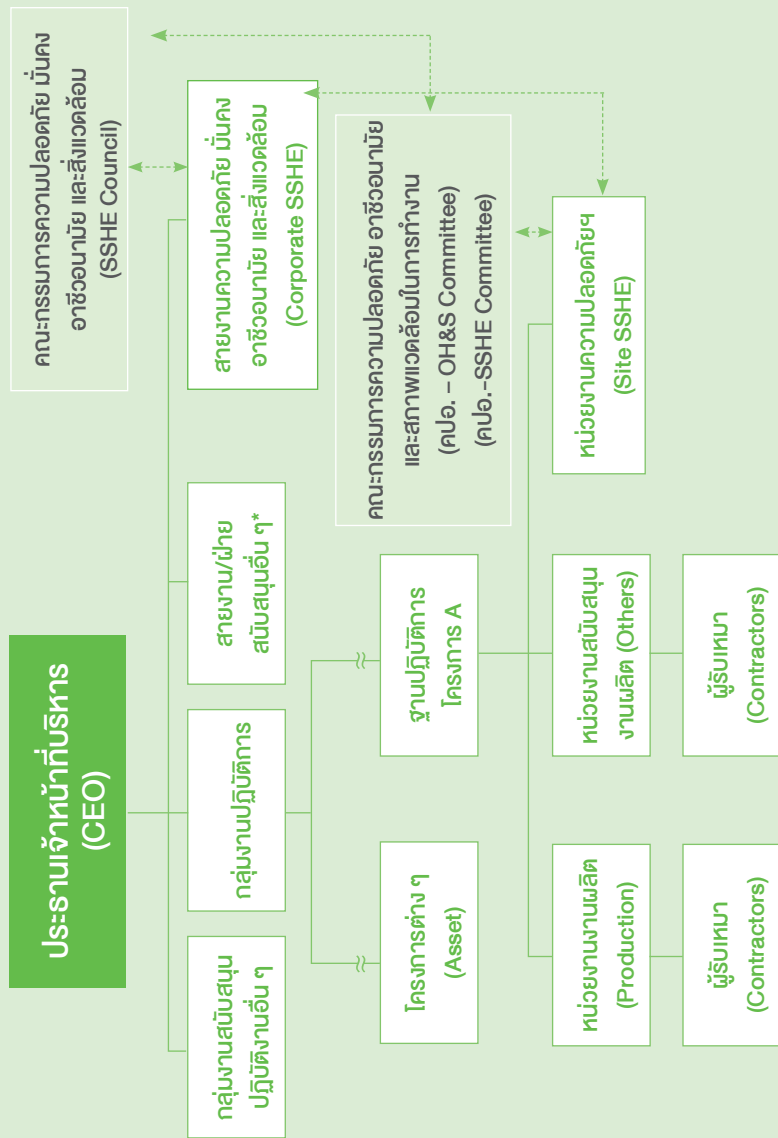 ประธานเจ้าหน้าที่บริหาร
(CEO)
คณะกรรมการความปลอดภัย มั่นคง
อาชีวอนามัย และสิ่งแวดล้อม
(SSHE Council)
กลุ่มงานสนับสนุน
ปฏิบัติงานอื่น ๆ
กลุ่มงานปฏิบัติการ
สายงาน/ฝ่าย
สนับสนุนอื่น ๆ*
สายงานความปลอดภัย มั่นคง
อาชีวอนามัย และสิ่งแวดล้อม
(Corporate SSHE)
โครงการต่าง ๆ
(Asset)
ฐานปฏิบัติการ
โครงการ A
คณะกรรมการความปลอดภัย อาชีวอนามัย
และสภาพแวดล้อมในการทำงาน
(คปอ. – OH&S Committee)
(คปอ.-SSHE Committee)
หน่วยงานงานผลิต
(Production)
หน่วยงานสนับสนุน
งานผลิต (Others)
หน่วยงานความปลอดภัยฯ
(Site SSHE)
ผู้รับเหมา
(Contractors)
ผู้รับเหมา
(Contractors)